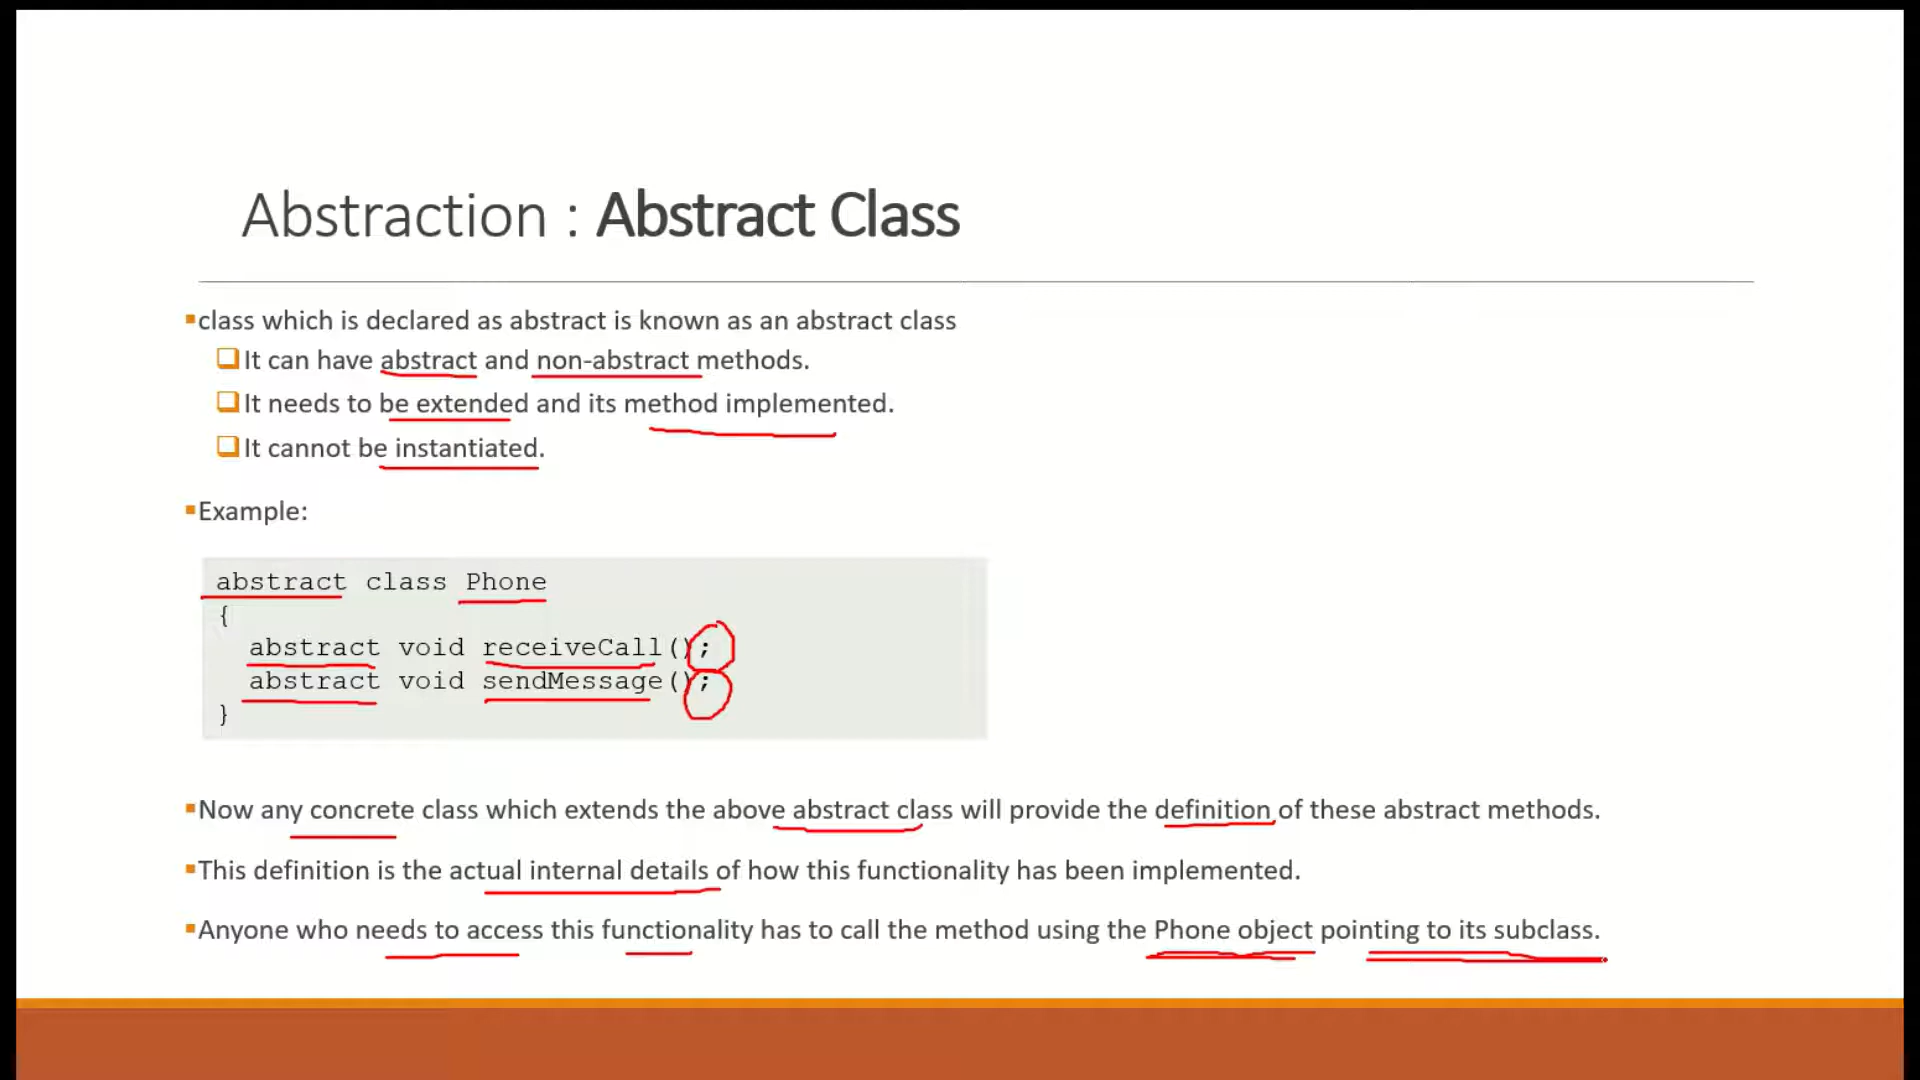 Abstraction : Abstract Class
class which is declared as abstract is known as an abstract class
It can have abstract and non-abstract methods.
It needs to be extended and its method implemented.
It cannot be instantiated.
Example:
abstract class Phone
{
abstract void receiveCall();
abstract void sendMessage();
}
Now any concrete class which extends the above abstract class will provide the definition of these abstract methods.
This definition is the actual internal details of how this functionality has been implemented.
Anyone who needs to access this functionality has to call the method using the Phone object pointing to its subclass.